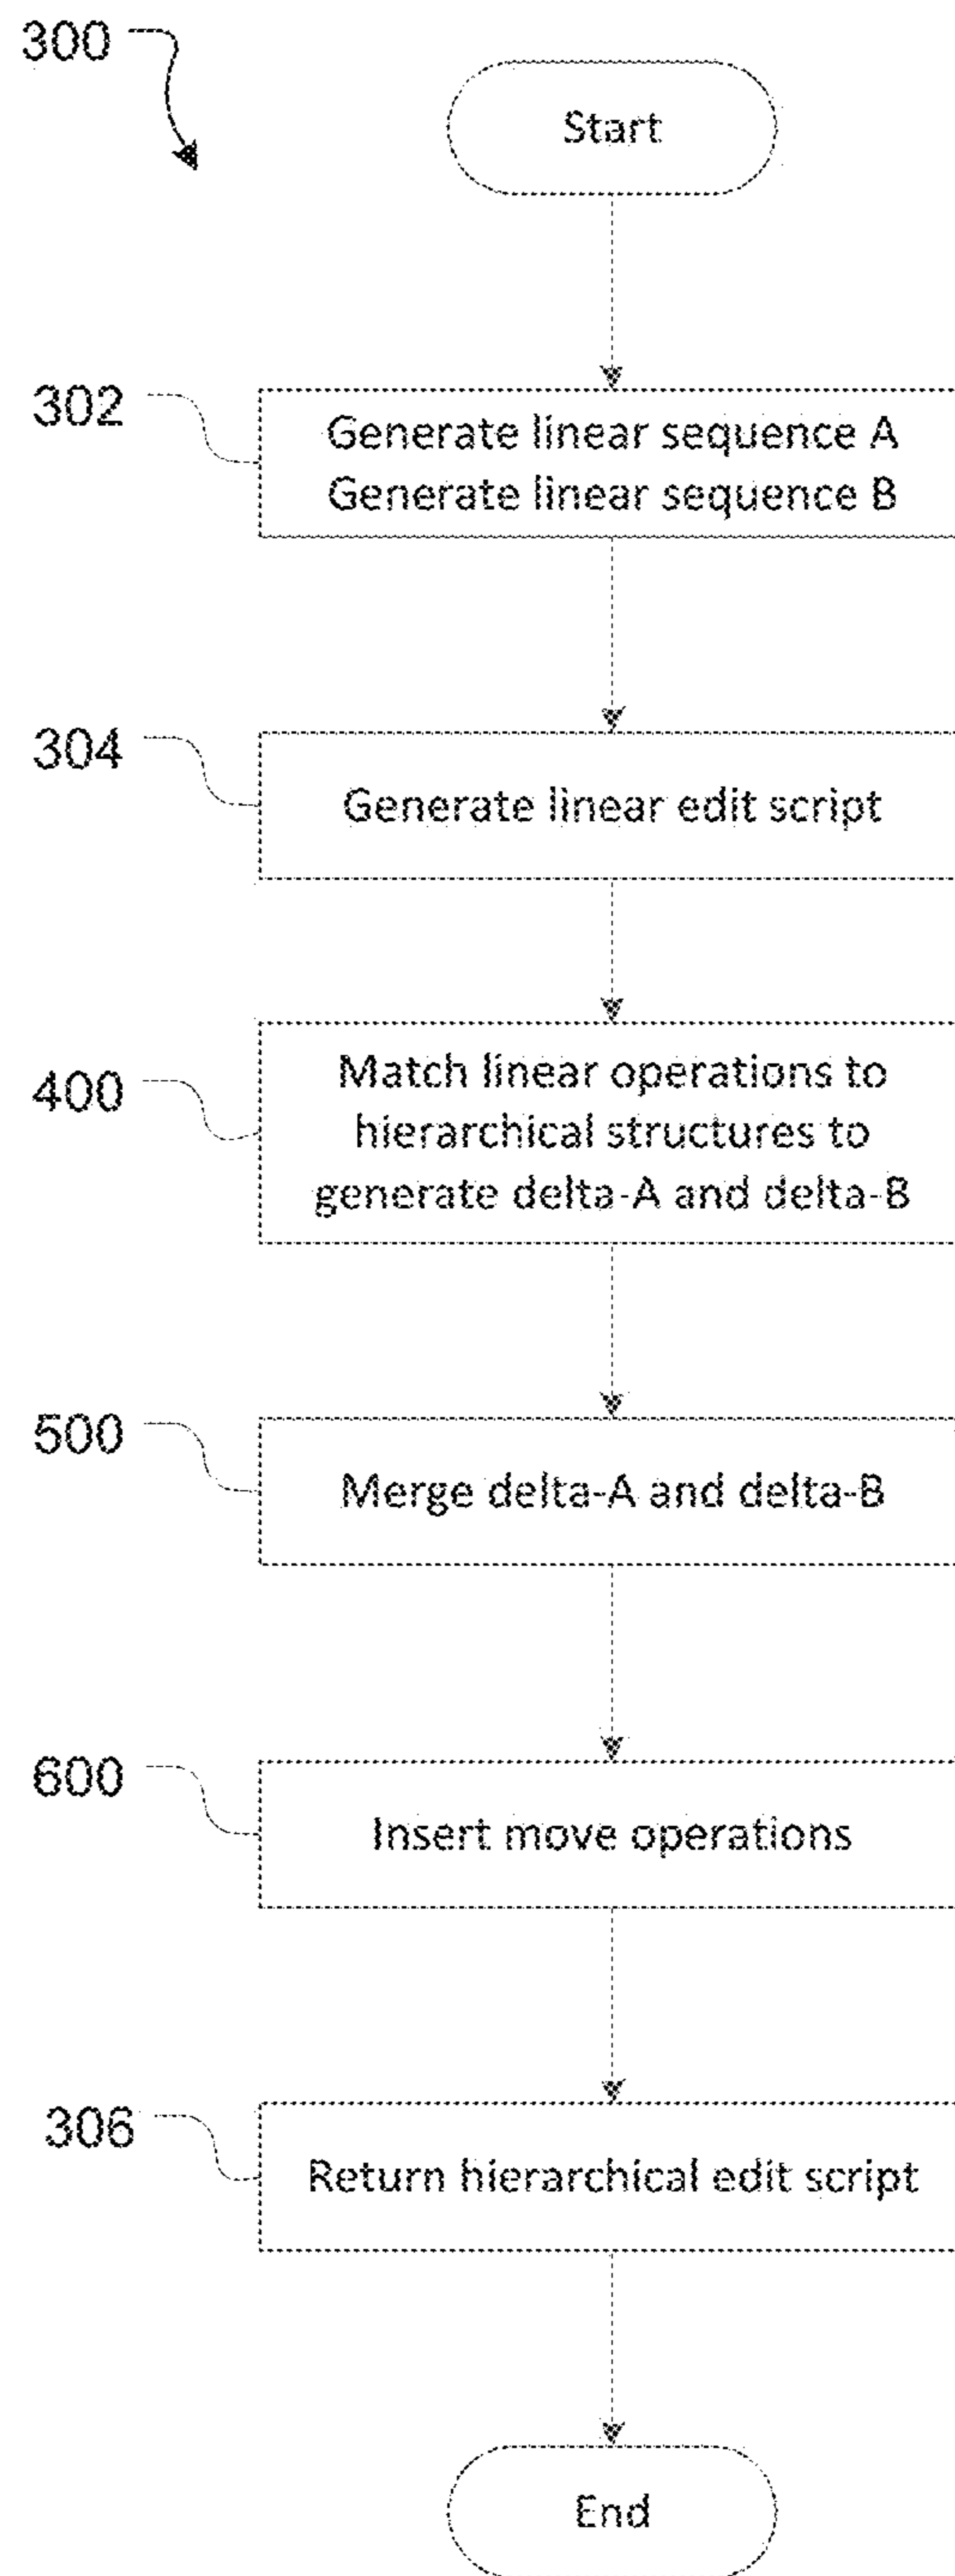 300
Start
302
Generate linear sequence A
Generate linear sequence B
304
Generate linear edit script
400
Match linear operations to
hierarchical structures to
generate delta-A and delta-B
500
Merge delta-A and delta-B
600
Insert move operations
306
Return hierarchical edit script
End